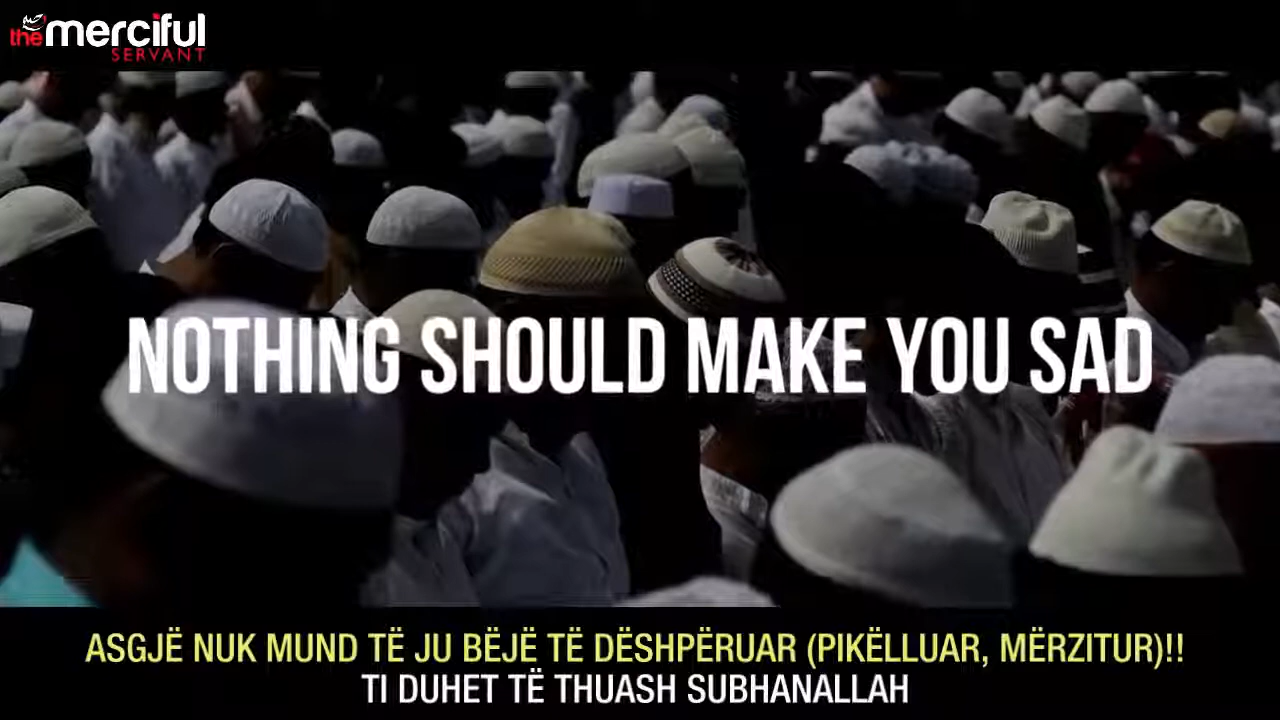 the merciful
SERVANT
NOTHING SHOULD MAKE YOU SAD
ASGJË NUK MUND TË JU BËJË TË DËSHPËRUAR (PIKËLLUAR, MËRZITUR)!!
TI DUHET TË THUASH SUBHANALLAH